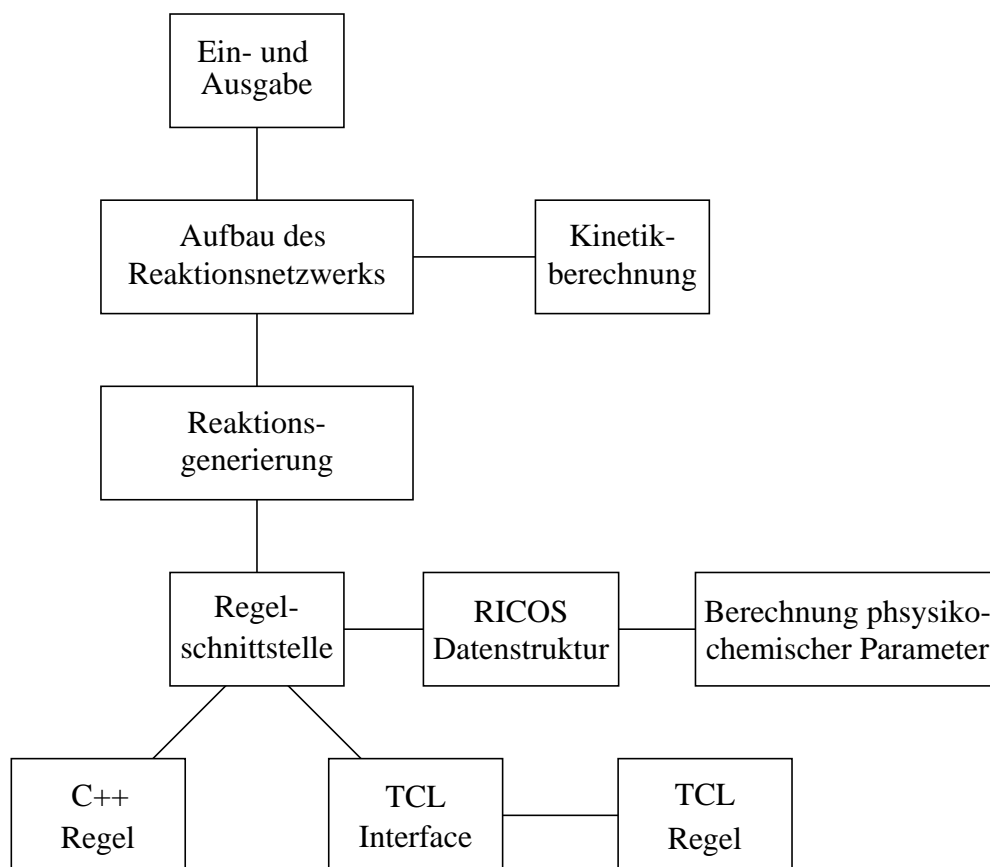 Ein- und
Ausgabe
Aufbau des
Reaktionsnetzwerks
Kinetik-
berechnung
Reaktions-
generierung
Regel-
schnittstelle
RICOS
Datenstruktur
Berechnung phsysiko-
chemischer Parameter
C++
Regel
TCL
Interface
TCL
Regel